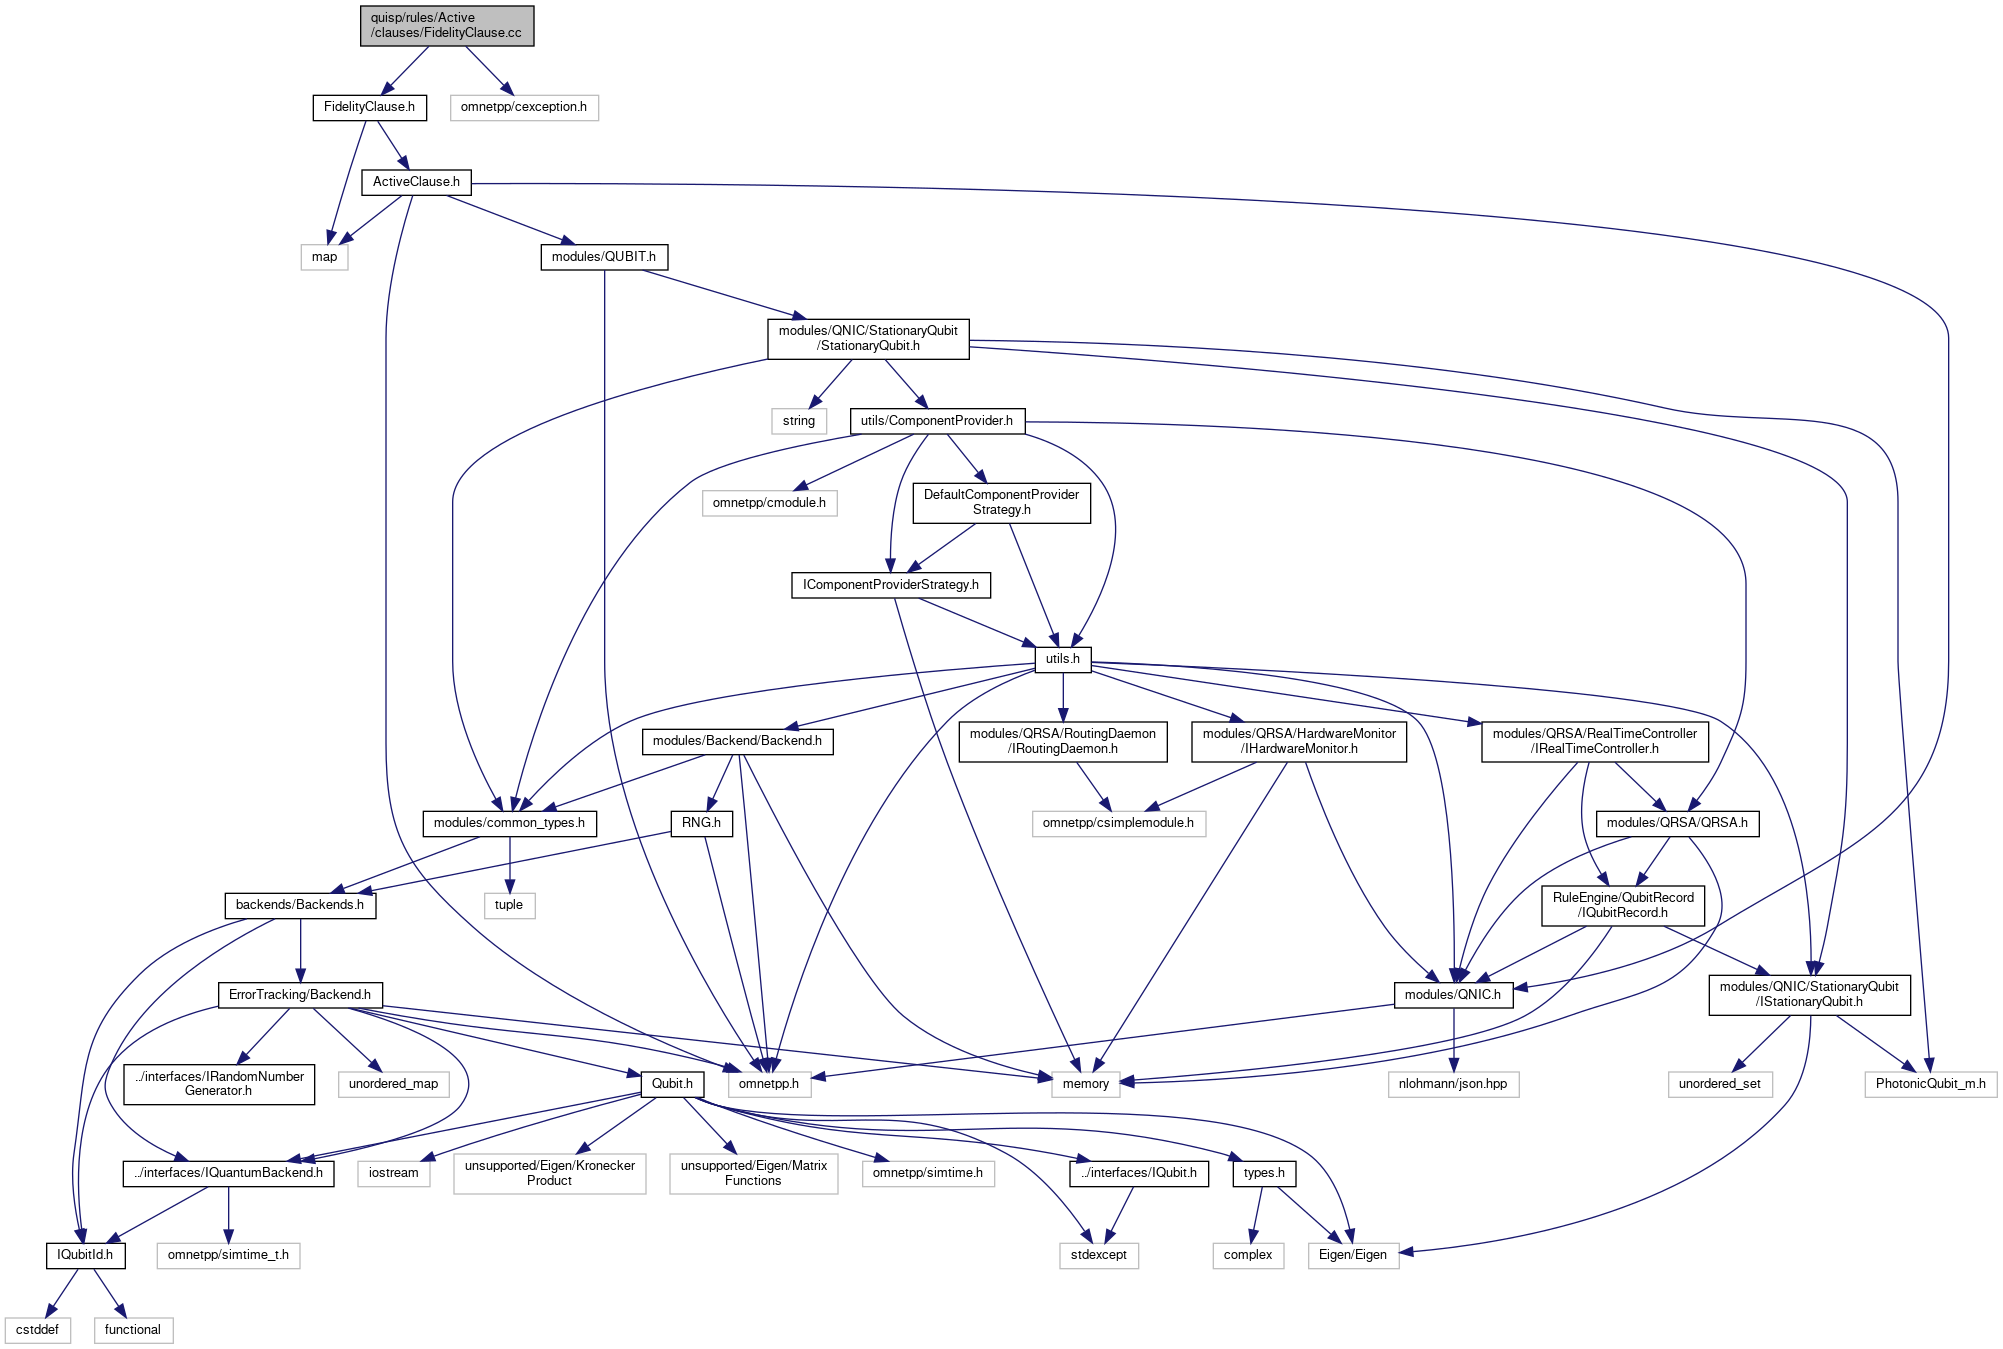 quisp/rules/Active
/clauses/FidelityClause.cc
FidelityClause.h
omnetpp/cexception.h
ActiveClause.h
map
modules/QUBIT.h
modules/QNIC/StationaryQubit
/StationaryQubit.h
string
utils/ComponentProvider.h
omnetpp/cmodule.h
DefaultComponentProvider
Strategy.h
IComponentProviderStrategy.h
utils.h
modules/Backend/Backend.h
modules/QRSA/RoutingDaemon
/IRoutingDaemon.h
modules/QRSA/HardwareMonitor
/IHardwareMonitor.h
modules/QRSA/RealTimeController
/IRealTimeController.h
modules/common_types.h
RNG.h
omnetpp/csimplemodule.h
modules/QRSA/QRSA.h
backends/Backends.h
tuple
RuleEngine/QubitRecord
/IQubitRecord.h
ErrorTracking/Backend.h
modules/QNIC.h
modules/QNIC/StationaryQubit
/IStationaryQubit.h
../interfaces/IRandomNumber
Generator.h
unordered_map
Qubit.h
omnetpp.h
memory
nlohmann/json.hpp
unordered_set
PhotonicQubit_m.h
../interfaces/IQuantumBackend.h
iostream
unsupported/Eigen/Kronecker
Product
unsupported/Eigen/Matrix
Functions
omnetpp/simtime.h
../interfaces/IQubit.h
types.h
IQubitId.h
omnetpp/simtime_t.h
stdexcept
complex
Eigen/Eigen
cstddef
functional